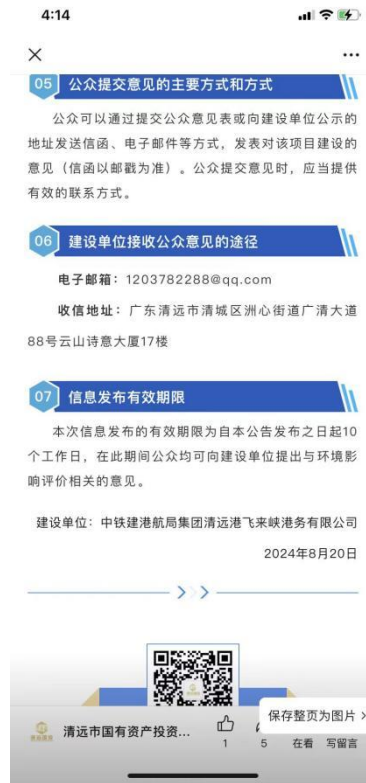 4:14
05 公众提交意见的主要方式和方式
公众可以通过提交公众意见表或向建设单位公示的
地址发送信函、电子邮件等方式，发表对该项目建设的
意见（信函以邮戳为准）。公众提交意见时，应当提供
有效的联系方式。
06 建设单位接收公众意见的途径
电子邮箱：1203782288@qq.com
收信地址：广东清远市清城区洲心街道广清大道
88号云山诗意大厦17楼
07 信息发布有效期限
本次信息发布的有效期限为自本公告发布之日起10
个工作日，在此期间公众均可向建设单位提出与环境影
响评价相关的意见。
建设单位：中铁建港航局集团清远港飞来峡港务有限公司
2024年8月20日
保存整页为图片
清远市国有资产投资...
1 5 在看 写留言